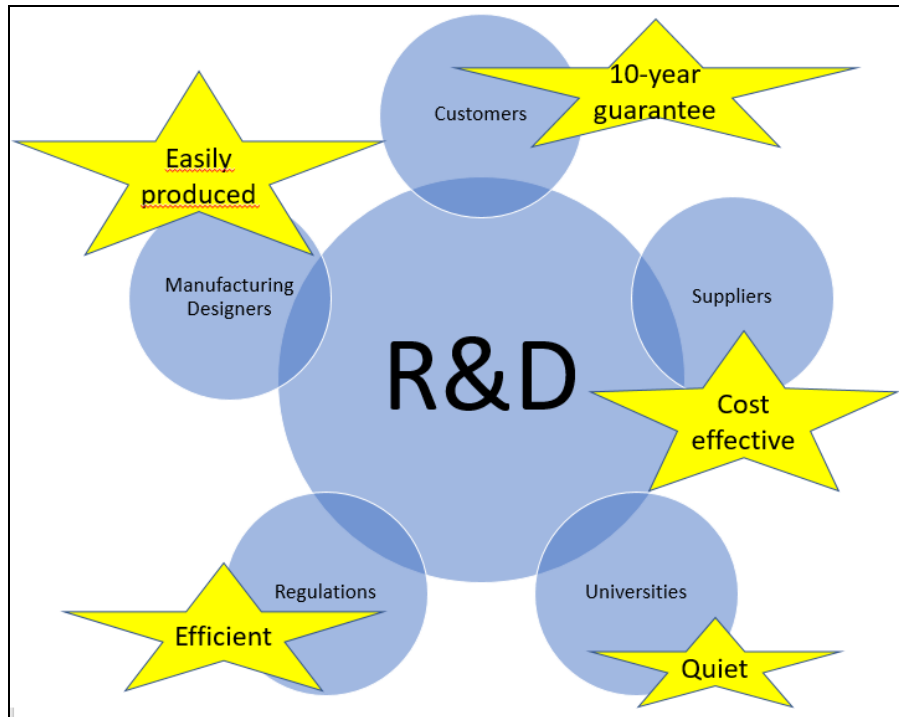 10-year
guarantee
Customers
Easily
produced
Manufacturing
Designers
Suppliers
R&D
Cost
effective
Regulations
Universities
Efficient
Quiet